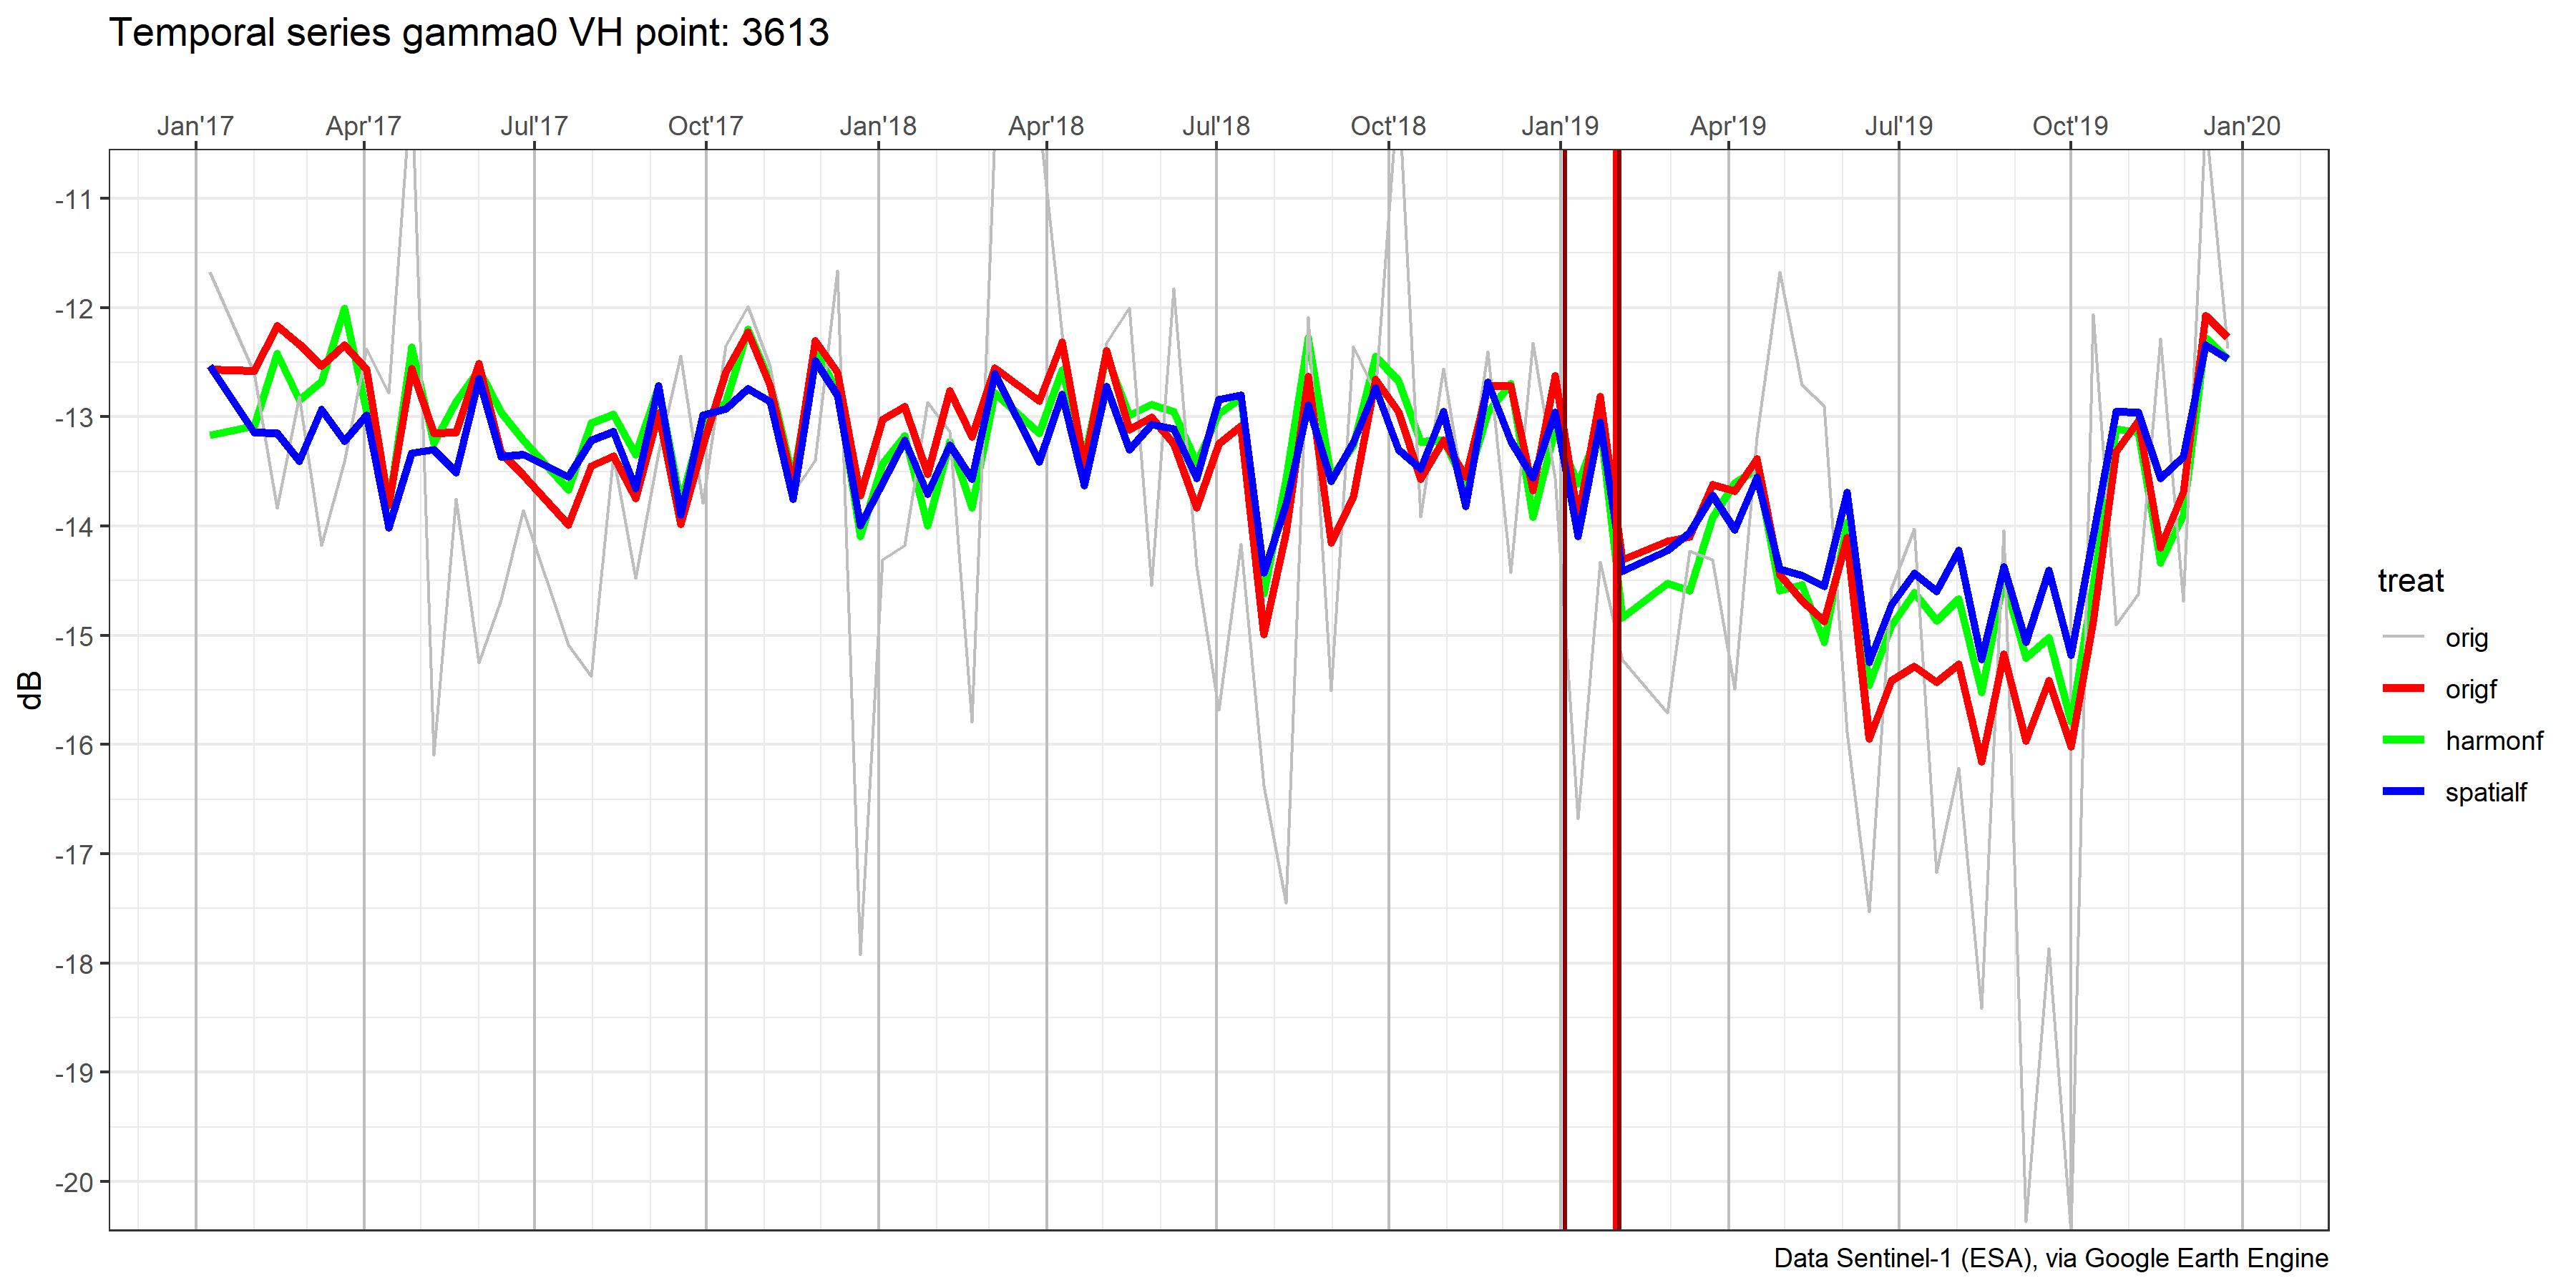 Temporal series gamma0 VH point: 3613
Jan'17 Apr'17 Jul'17 Oct'17 Jan'18 Apr'18 Jul'18 Oct'18 Jan'19 Apr'19 Jul'19 Oct'19 Jan'20
-11
-12
-13
-14
-15
-16
-17
-18
-19
-20
dB
treat
orig
origf
harmonf
spatialf
Data Sentinel-1 (ESA), via Google Earth Engine